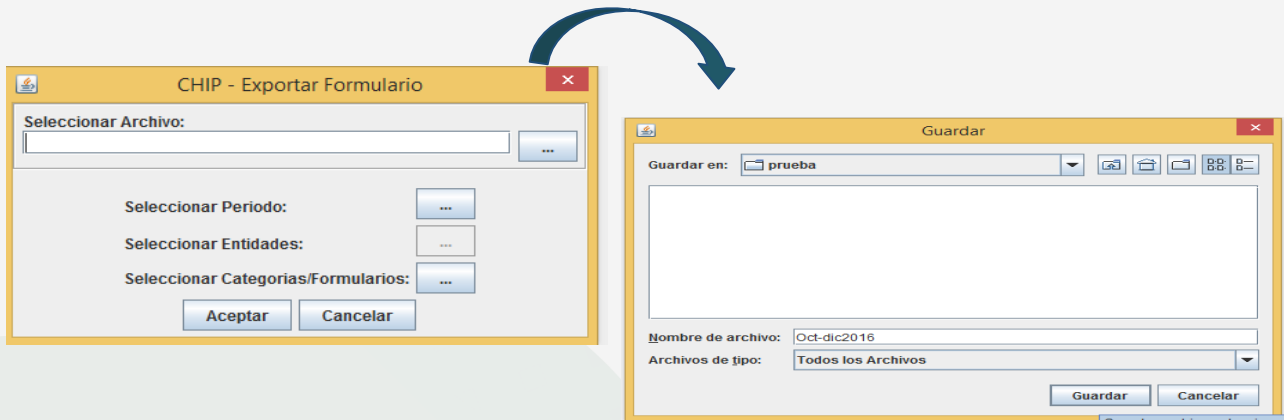 CHIP - Exportar Formulario
Seleccionar Archivo:
...
Seleccionar Periodo:
...
Seleccionar Entidades:
...
Seleccionar Categorias/Formularios:
...
Aceptar Cancelar
Guardar
Guardar en: prueba
Nombre de archivo: Oct-dic2016
Archivos de tipo: Todos los Archivos
Guardar Cancelar